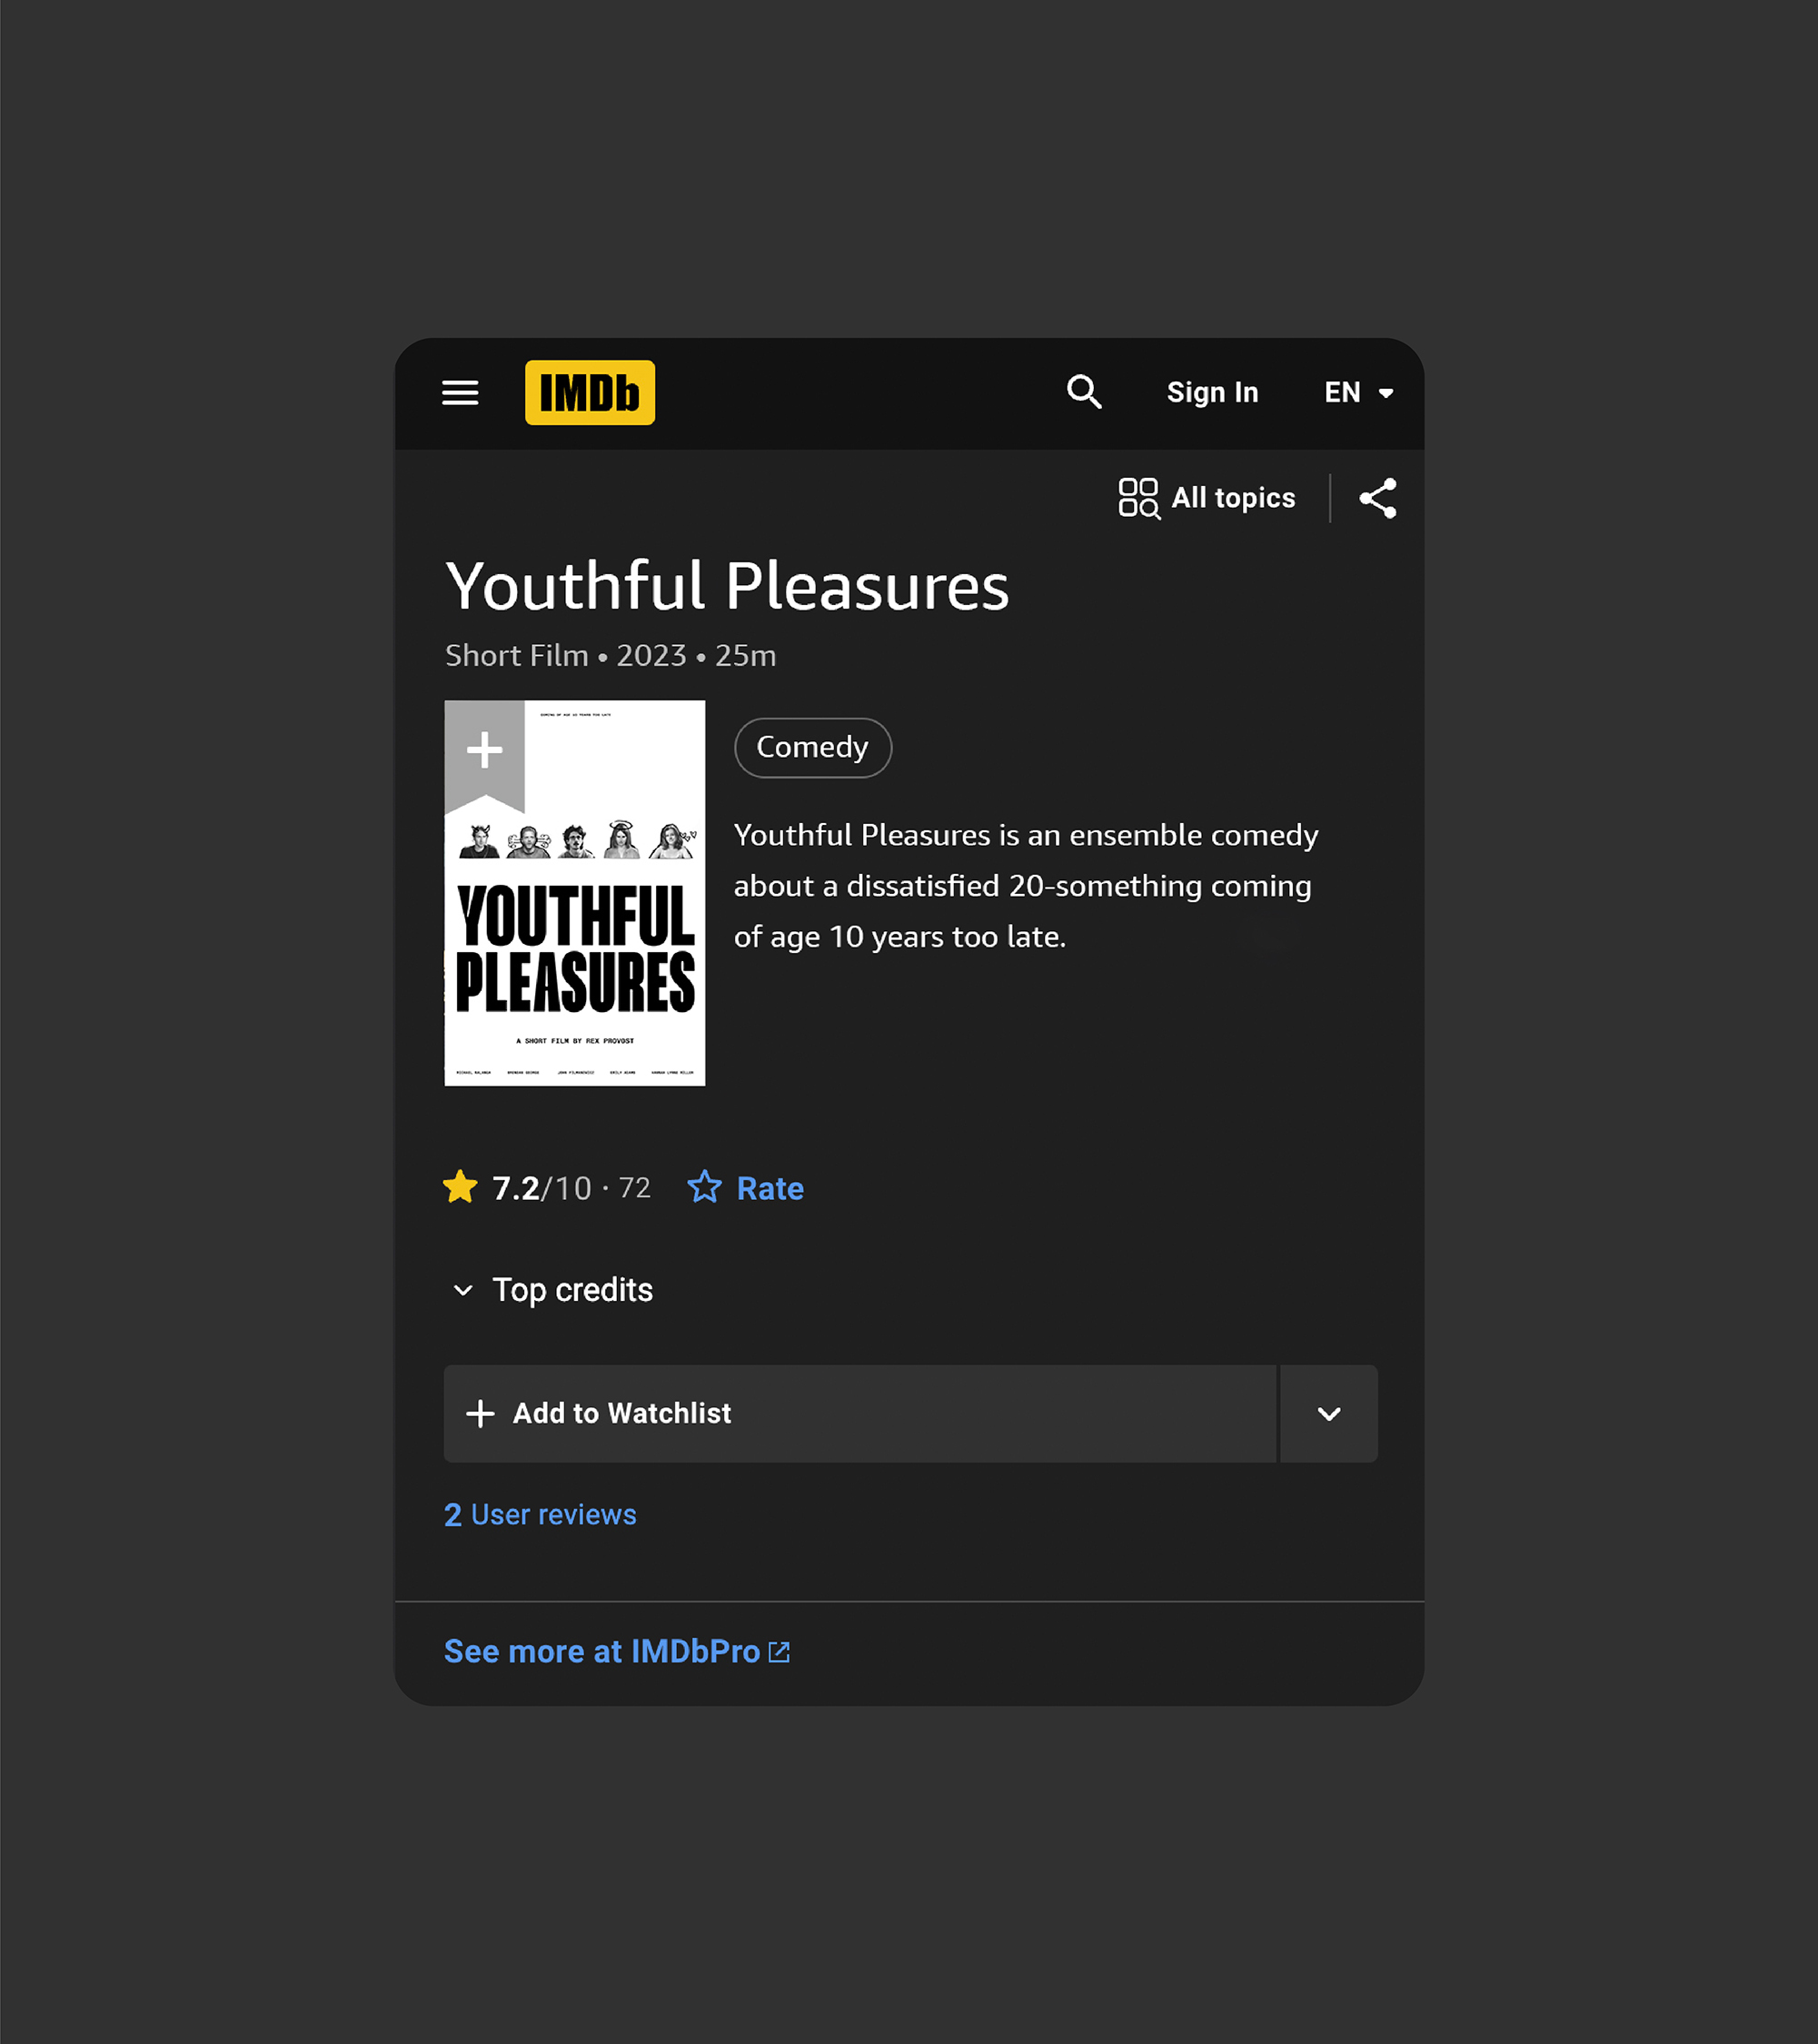 IMDb
Sign In
EN
All topics
Youthful Pleasures
Short Film • 2023 • 25m
COMING OF AGE 10 YEARS TOO LATE
Comedy
Youthful Pleasures is an ensemble comedy
about a dissatisfied 20-something coming
of age 10 years too late.
YOUTHFUL
PLEASURES
A SHORT FILM BY REX PROVOST
7.2/10 · 72
Rate
Top credits
Add to Watchlist
2 User reviews
See more at IMDbPro